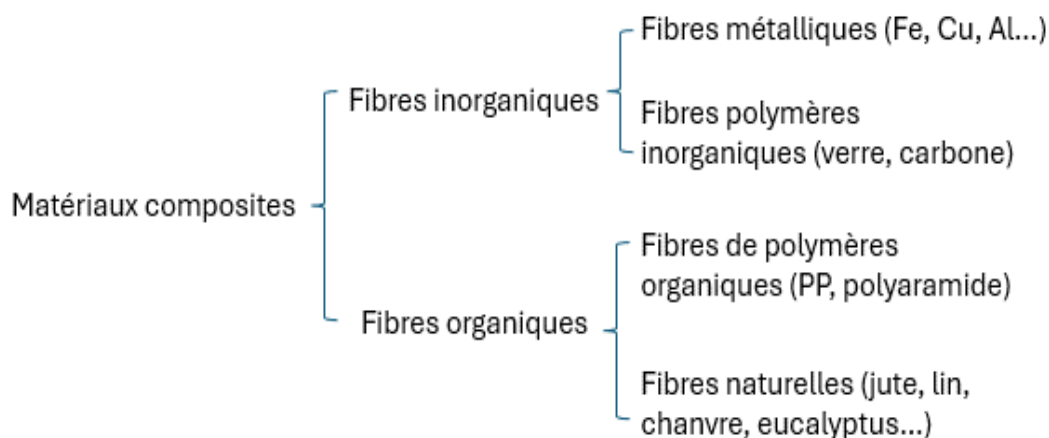 Matériaux composites
Fibres inorganiques
Fibres métalliques (Fe, Cu, Al...)
Fibres polymères
inorganiques (verre, carbone)
Fibres organiques
Fibres de polymères
organiques (PP, polyaramide)
Fibres naturelles (jute, lin,
chanvre, eucalyptus...)